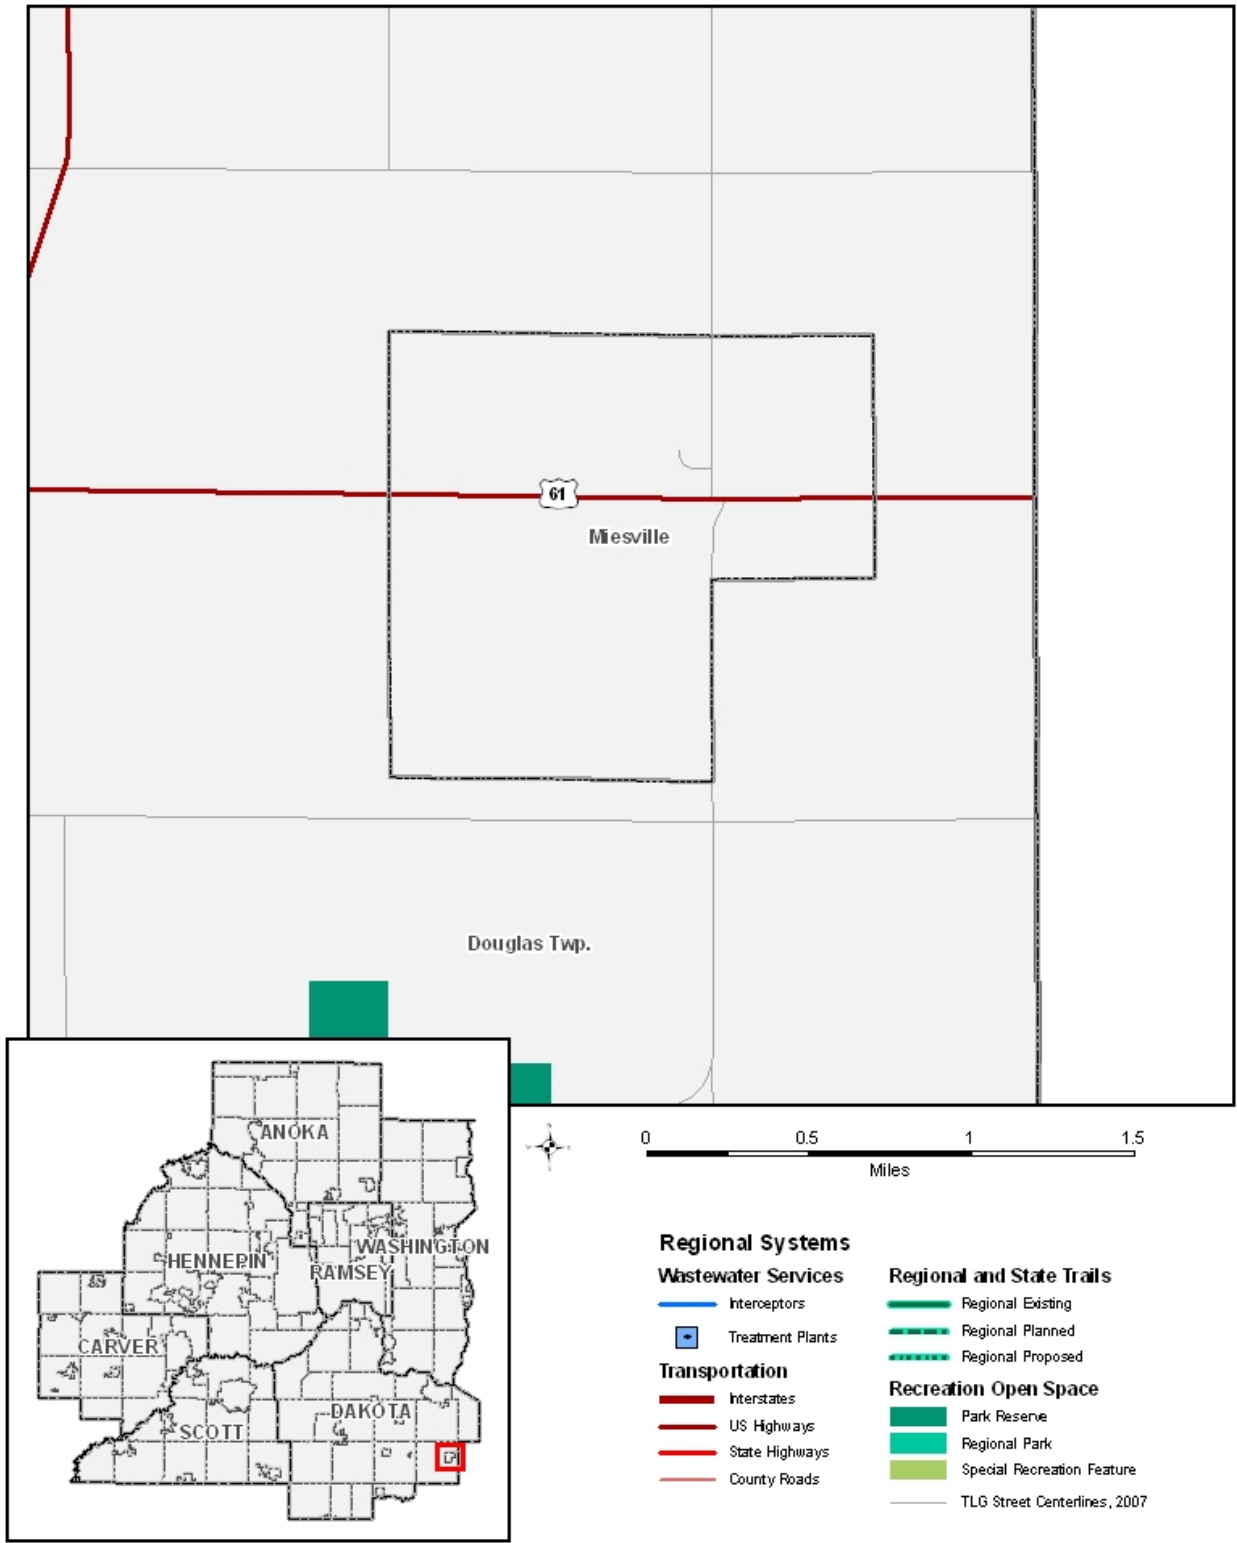 61
Miesville
Douglas Twp.
ANOKA
HENNEPIN
WASHINGTON
RAMSEY
CARVER
DAKOTA
SCOTT
0 0.5 1 1.5
Miles
Regional Systems
Wastewater Services
Interceptors
Treatment Plants
Transportation
Interstates
US Highways
State Highways
County Roads
Regional and State Trails
Regional Existing
Regional Planned
Regional Proposed
Recreation Open Space
Park Reserve
Regional Park
Special Recreation Feature
TLG Street Centerlines, 2007